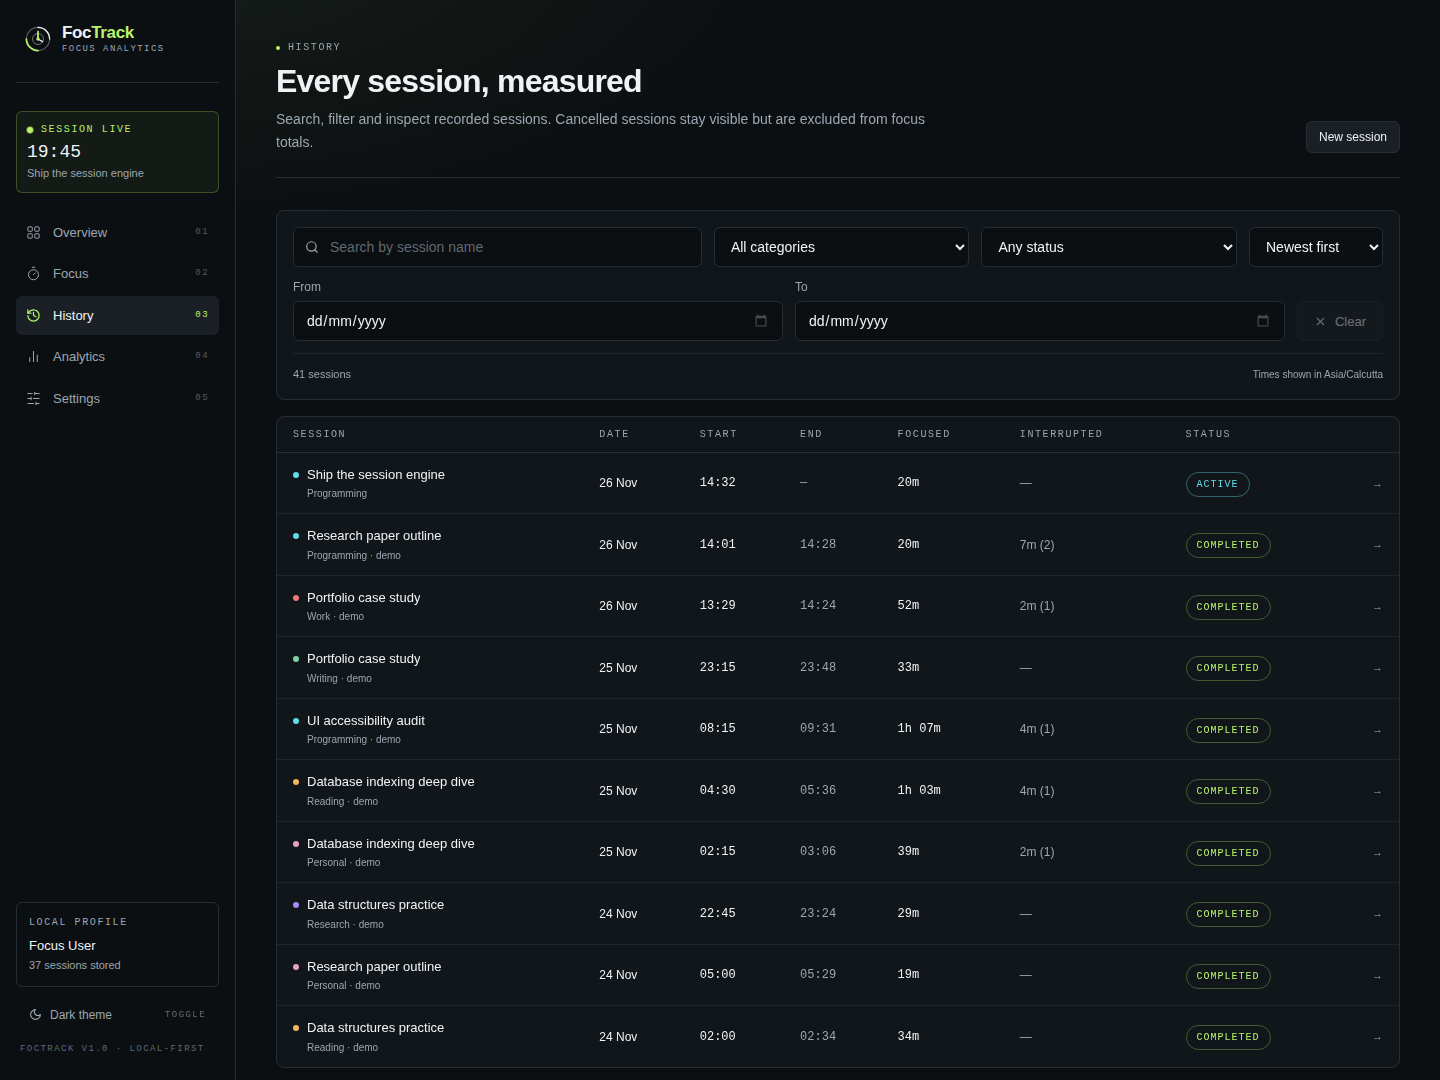 FocTrack
FOCUS ANALYTICS
SESSION LIVE
19:45
Ship the session engine
Overview 01
Focus 02
History 03
Analytics 04
Settings 05
LOCAL PROFILE
Focus User
37 sessions stored
Dark theme TOGGLE
FOCTRACK V1.0 · LOCAL-FIRST
HISTORY
Every session, measured
Search, filter and inspect recorded sessions. Cancelled sessions stay visible but are excluded from focus
totals.
New session
Search by session name All categories Any status Newest first
From To
dd/mm/yyyy dd/mm/yyyy Clear
41 sessions Times shown in Asia/Calcutta
SESSION DATE START END FOCUSED INTERRUPTED STATUS
Ship the session engine 26 Nov 14:32 — 20m — ACTIVE →
Programming
Research paper outline 26 Nov 14:01 14:28 20m 7m (2) COMPLETED →
Programming · demo
Portfolio case study 26 Nov 13:29 14:24 52m 2m (1) COMPLETED →
Work · demo
Portfolio case study 25 Nov 23:15 23:48 33m — COMPLETED →
Writing · demo
UI accessibility audit 25 Nov 08:15 09:31 1h 07m 4m (1) COMPLETED →
Programming · demo
Database indexing deep dive 25 Nov 04:30 05:36 1h 03m 4m (1) COMPLETED →
Reading · demo
Database indexing deep dive 25 Nov 02:15 03:06 39m 2m (1) COMPLETED →
Personal · demo
Data structures practice 24 Nov 22:45 23:24 29m — COMPLETED →
Research · demo
Research paper outline 24 Nov 05:00 05:29 19m — COMPLETED →
Personal · demo
Data structures practice 24 Nov 02:00 02:34 34m — COMPLETED →
Reading · demo